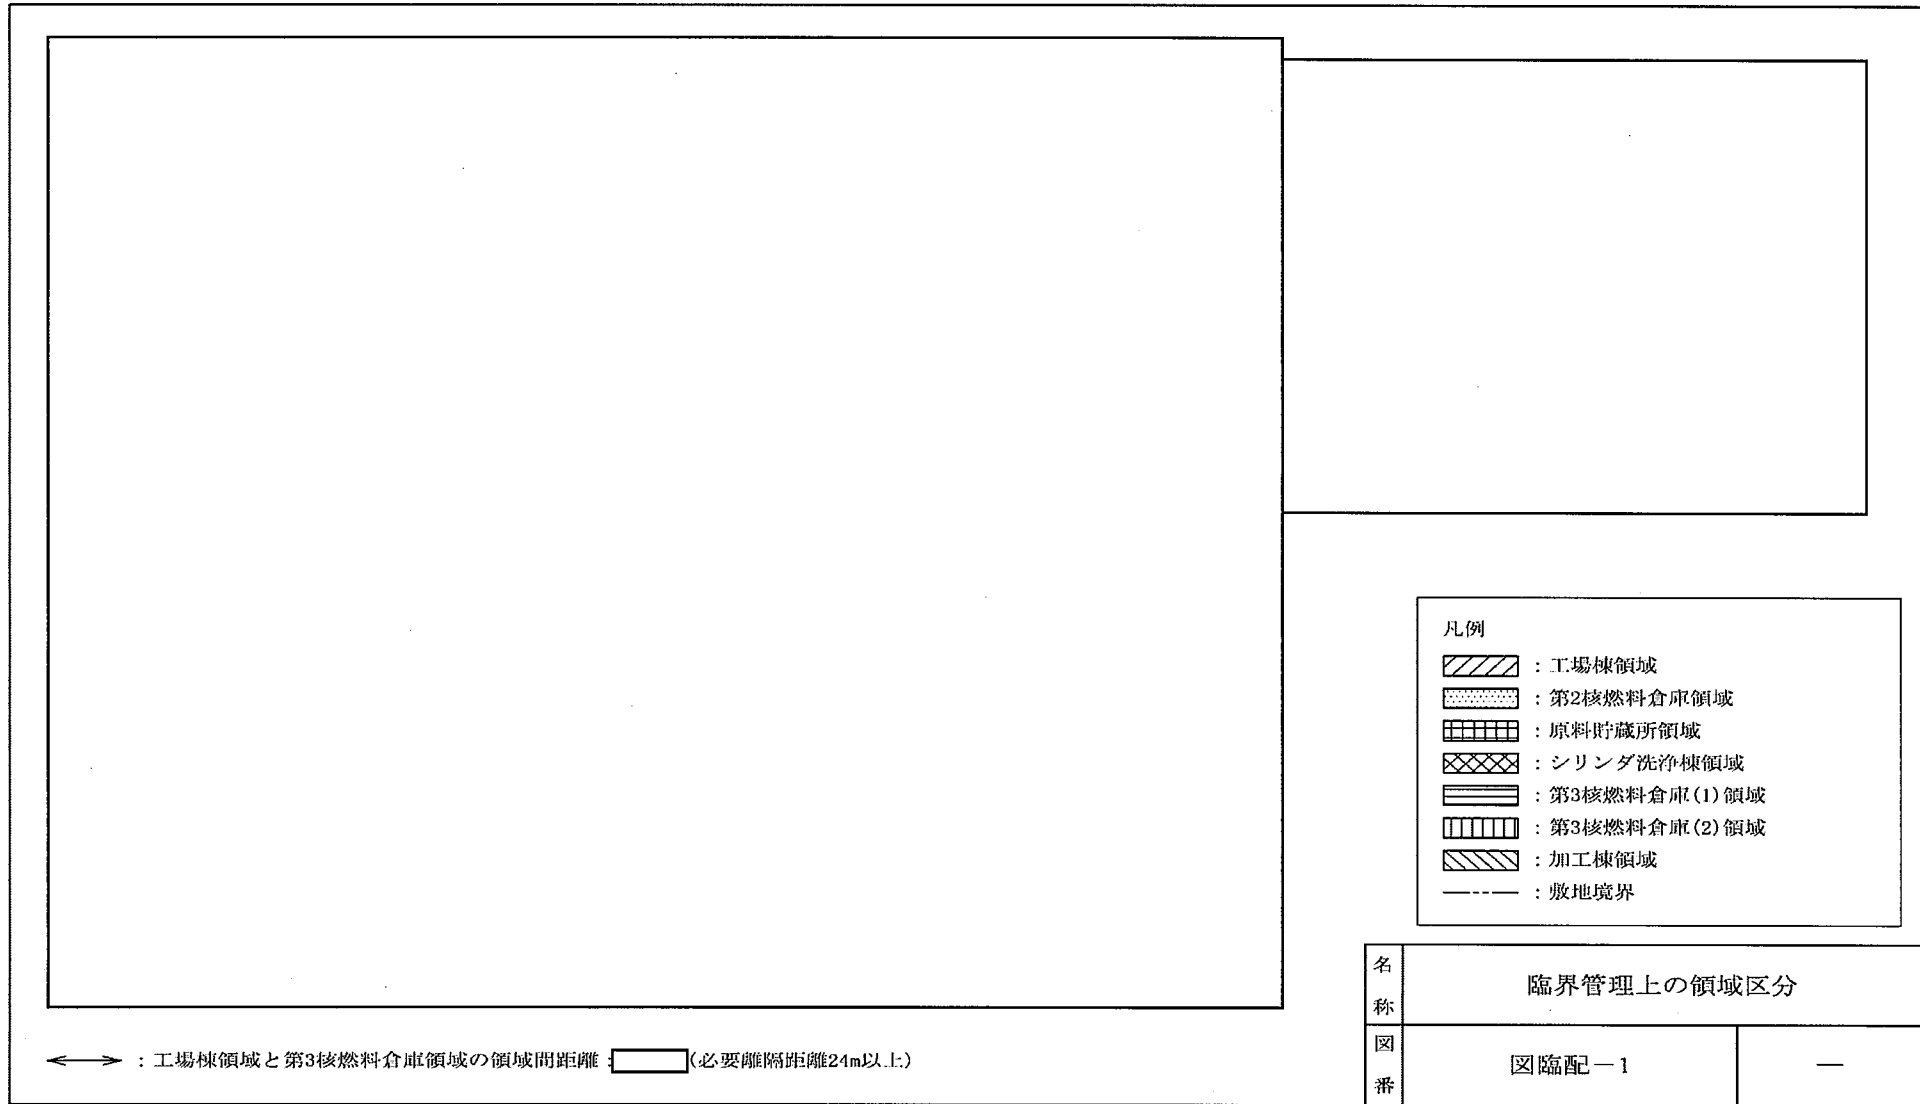 凡例
：工場棟領域
：第2核燃料倉庫領域
：原料貯蔵所領域
：シリンダ洗浄棟領域
：第3核燃料倉庫(1)領域
：第3核燃料倉庫(2)領域
：加工棟領域
：敷地境界
：工場棟領域と第3核燃料倉庫領域の領域間距離：(必要離隔距離24m以上)
名称
臨界管理上の領域区分
図番
図臨配－1
―